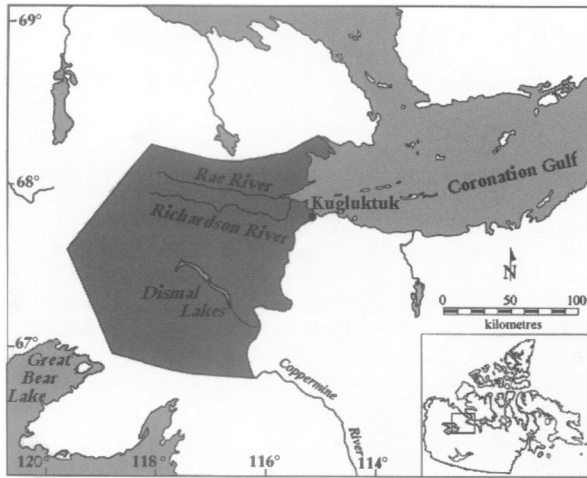 69°
68°
Rae River
Coronation Gulf
Kugluktuk
Richardson River
N
Dismal
Lakes
0 50 100
kilometres
67°
Great
Bear
Lake
Coppermine
River
120° 118° 116° 114°